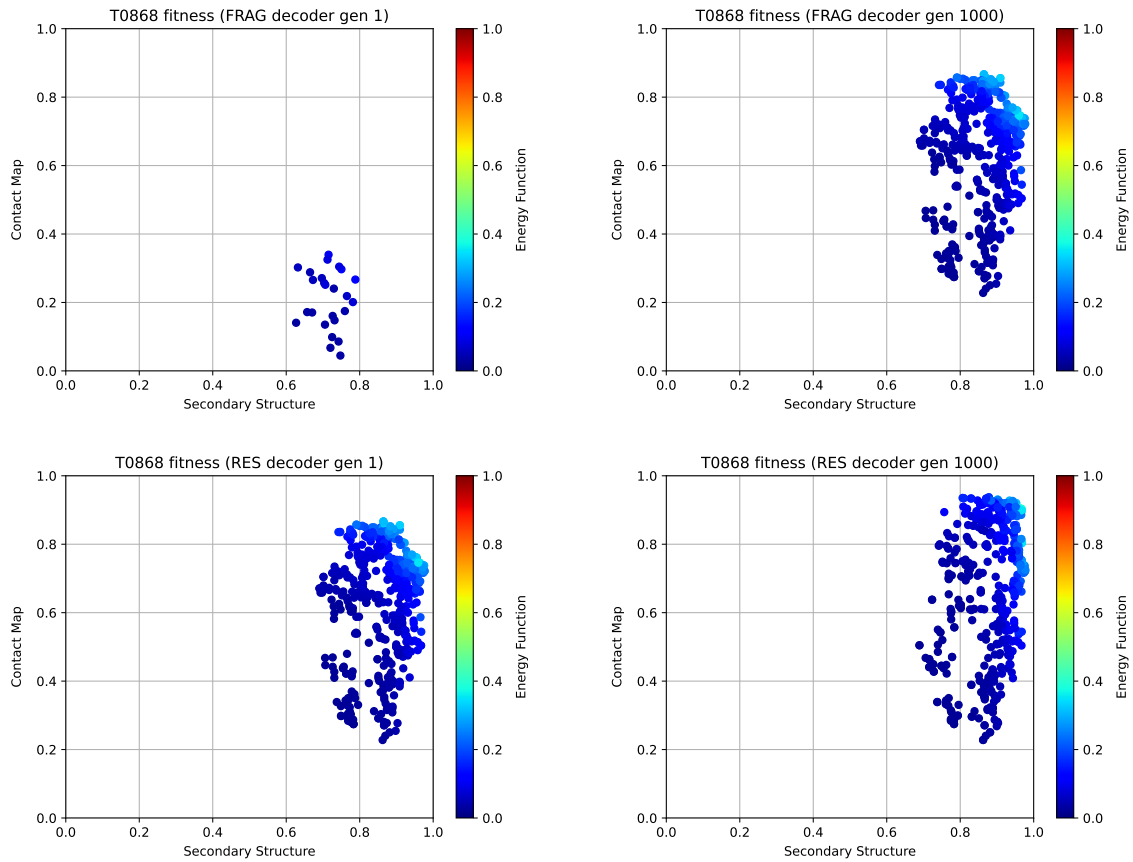 T0868 fitness (FRAG decoder gen 1)
1.0
0.8
0.6
0.4
0.2
0.0
Contact Map
0.0 0.2 0.4 0.6 0.8 1.0
Secondary Structure
1.0
0.8
0.6
0.4
0.2
0.0
Energy Function
T0868 fitness (FRAG decoder gen 1000)
1.0
0.8
0.6
0.4
0.2
0.0
Contact Map
0.0 0.2 0.4 0.6 0.8 1.0
Secondary Structure
1.0
0.8
0.6
0.4
0.2
0.0
Energy Function
T0868 fitness (RES decoder gen 1)
1.0
0.8
0.6
0.4
0.2
0.0
Contact Map
0.0 0.2 0.4 0.6 0.8 1.0
Secondary Structure
1.0
0.8
0.6
0.4
0.2
0.0
Energy Function
T0868 fitness (RES decoder gen 1000)
1.0
0.8
0.6
0.4
0.2
0.0
Contact Map
0.0 0.2 0.4 0.6 0.8 1.0
Secondary Structure
1.0
0.8
0.6
0.4
0.2
0.0
Energy Function